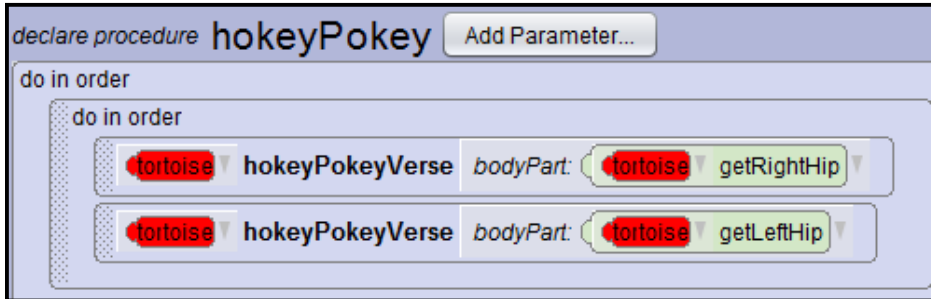 declare procedure hokeyPokey Add Parameter...
do in order
do in order
tortoise hokeyPokeyVerse bodyPart: tortoise getRightHip
tortoise hokeyPokeyVerse bodyPart: tortoise getLeftHip